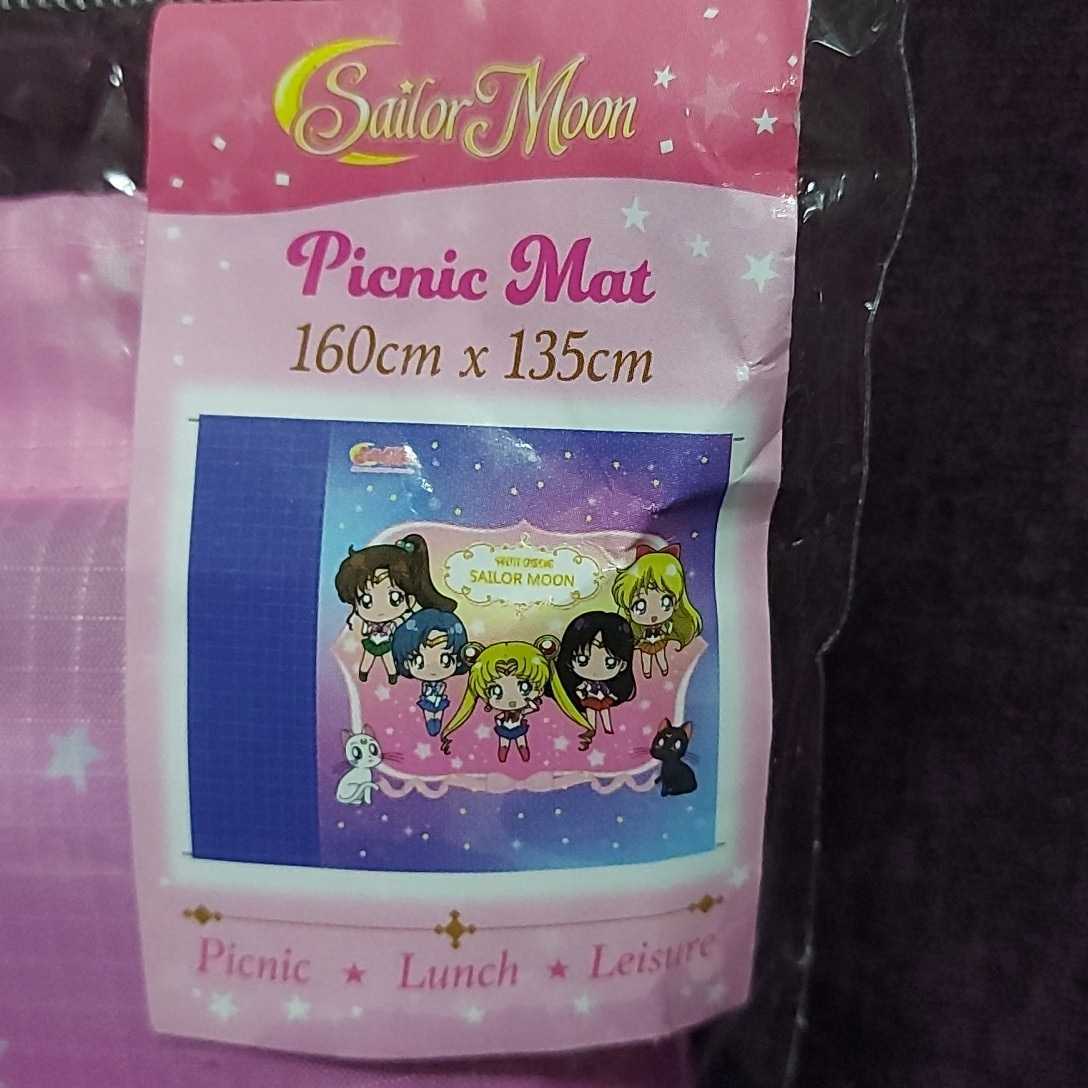 Sailor Moon
Picnic Mat
160cm x 135cm
SAILOR MOON
Picnic ★ Lunch ★ Leisure